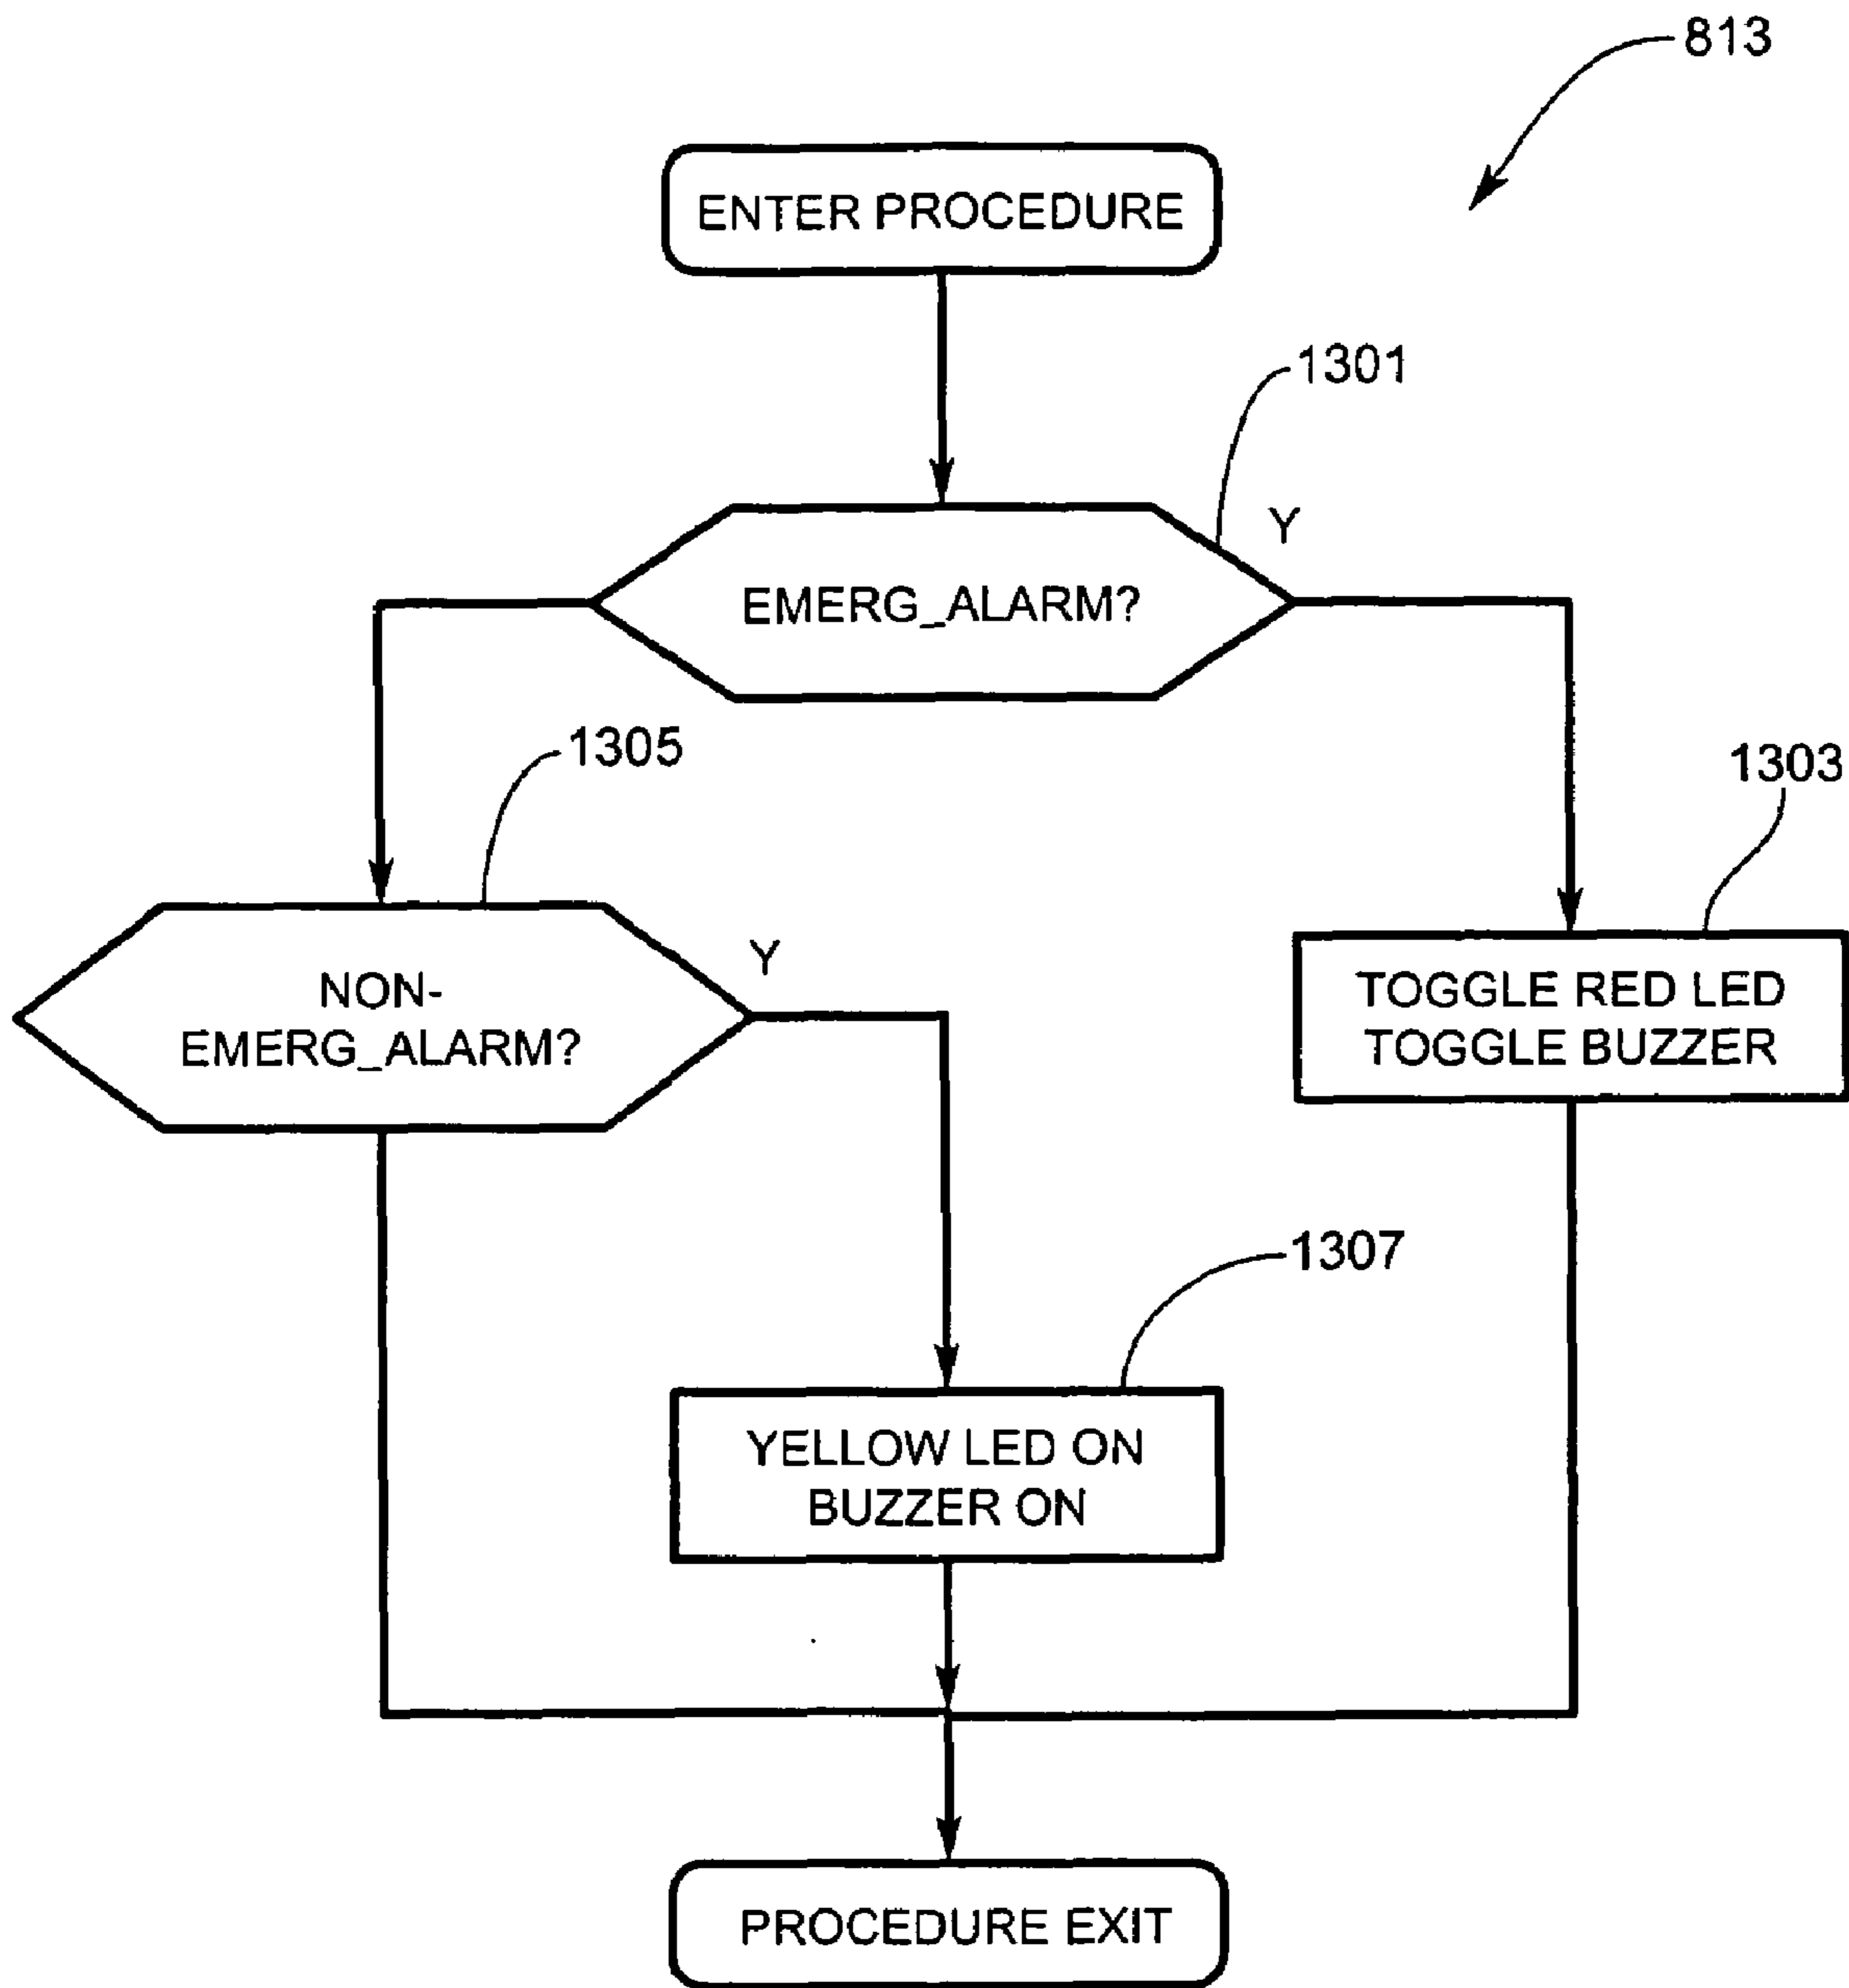 813
ENTER PROCEDURE
1301
Y
EMERG_ALARM?
1305
1303
Y
NON-
EMERG_ALARM?
TOGGLE RED LED
TOGGLE BUZZER
1307
YELLOW LED ON
BUZZER ON
PROCEDURE EXIT